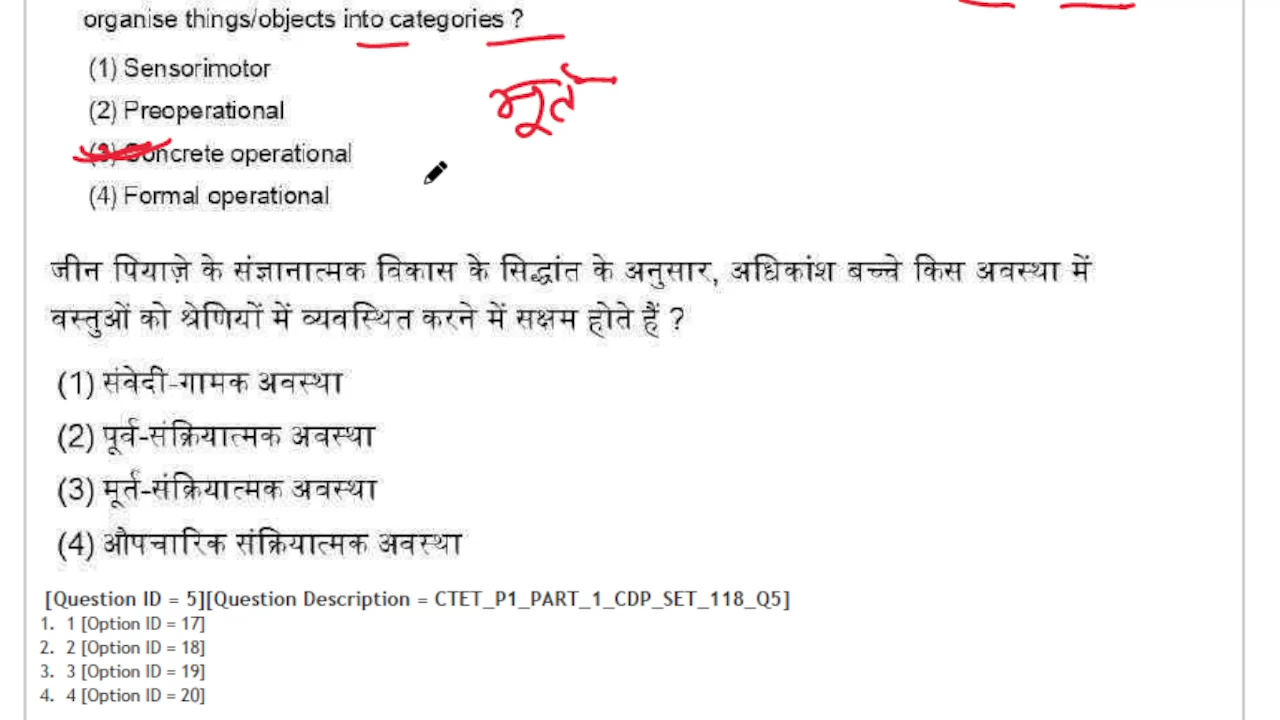 organise things/objects into categories ?
(1) Sensorimotor
मूर्त
(2) Preoperational
(3) Concrete operational
(4) Formal operational
जीन पियाज़े के संज्ञानात्मक विकास के सिद्धांत के अनुसार, अधिकांश बच्चे किस अवस्था में
वस्तुओं को श्रेणियों में व्यवस्थित करने में सक्षम होते हैं ?
(1) संवेदी-गामक अवस्था
(2) पूर्व-संक्रियात्मक अवस्था
(3) मूर्त-संक्रियात्मक अवस्था
(4) औपचारिक संक्रियात्मक अवस्था
[Question ID = 5][Question Description = CTET_P1_PART_1_CDP_SET_118_Q5]
1. 1 [Option ID = 17]
2. 2 [Option ID = 18]
3. 3 [Option ID = 19]
4. 4 [Option ID = 20]